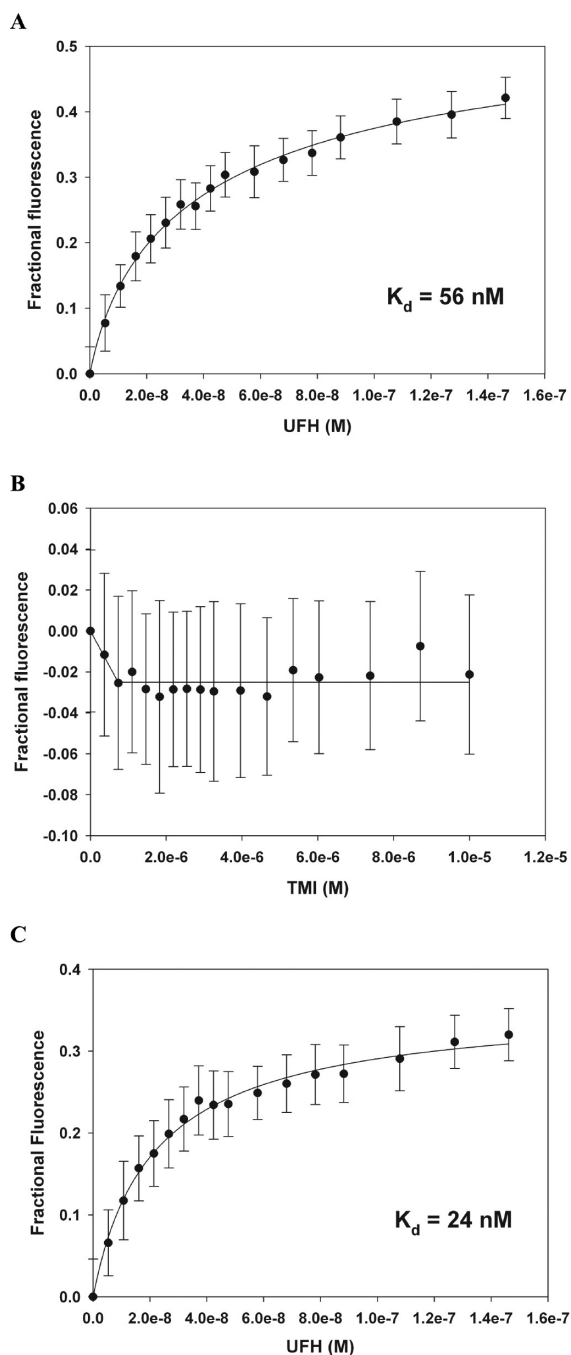 A
0.5
0.4
0.3
0.2
0.1
0.0
Fractional fluorescence
K_d = 56 nM
0.0 2.0e-8 4.0e-8 6.0e-8 8.0e-8 1.0e-7 1.2e-7 1.4e-7 1.6e-7
UFH (M)
B
0.06
0.04
0.02
0.00
-0.02
-0.04
-0.06
-0.08
-0.10
Fractional fluorescence
0.0 2.0e-6 4.0e-6 6.0e-6 8.0e-6 1.0e-5 1.2e-5
TMI (M)
C
0.4
0.3
0.2
0.1
0.0
Fractional Fluorescence
K_d = 24 nM
0.0 2.0e-8 4.0e-8 6.0e-8 8.0e-8 1.0e-7 1.2e-7 1.4e-7 1.6e-7
UFH (M)